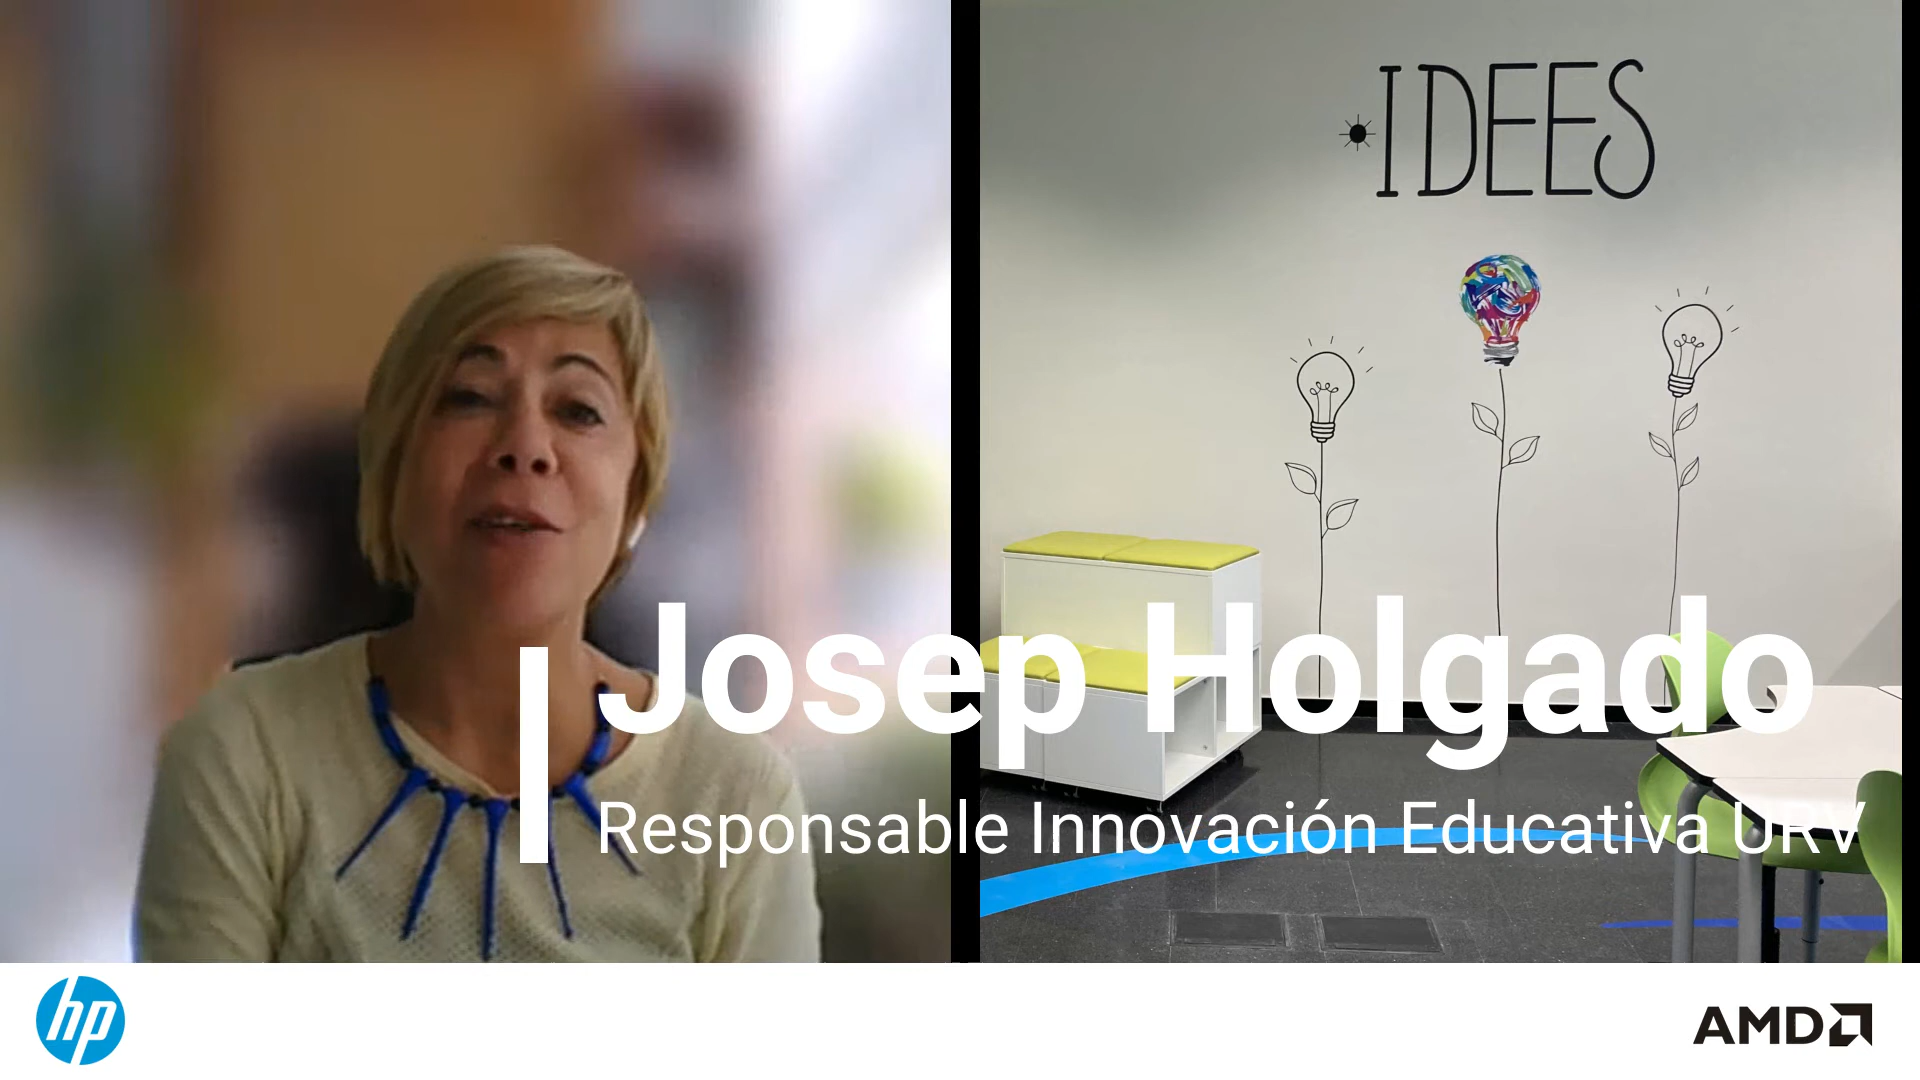 IDEES
Josep Holgado
Responsable Innovación Educativa URV
hp
AMD